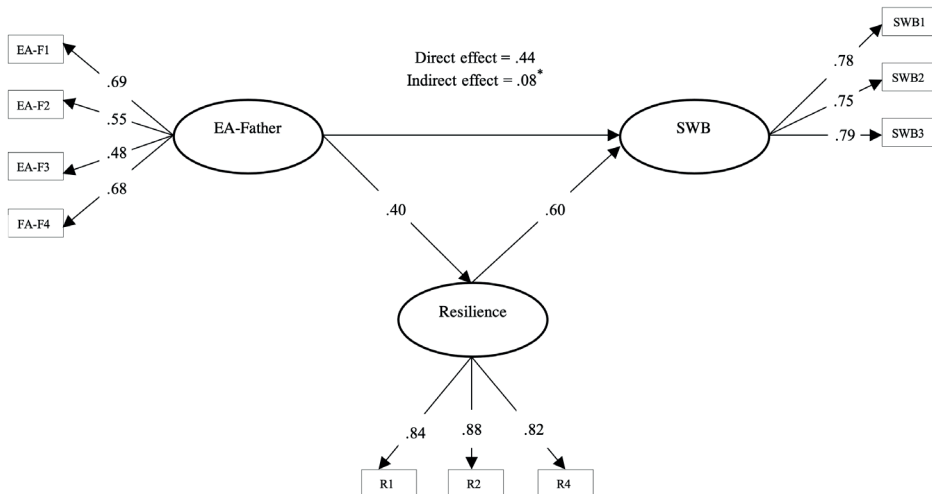 EA-F1
EA-F2
EA-F3
FA-F4
.69
.55
.48
.68
EA-Father
Direct effect = .44
Indirect effect = .08*
SWB
.78
.75
.79
SWB1
SWB2
SWB3
.40
.60
Resilience
.84
.88
.82
R1
R2
R4